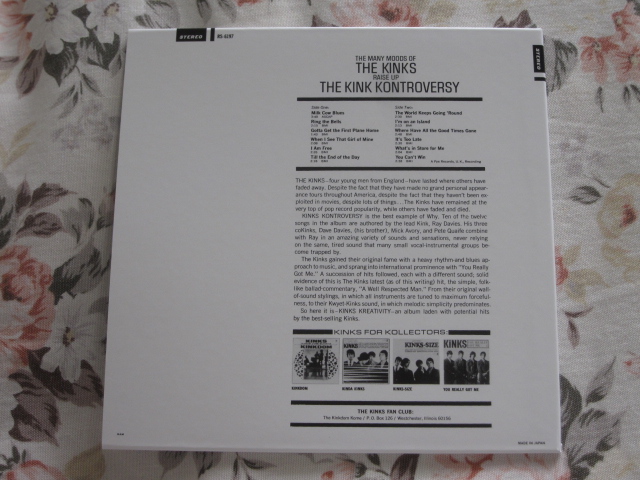 STEREO
RS-6197
STEREO
THE MANY MOODS OF
THE KINKS
RAISE UP
THE KINK KONTROVERSY
Side One
Milk Cow Blues
Ring the Bells
Gotta Get the First Plane Home
When I See That Girl of Mine
I Am Free
Till the End of the Day
Side Two
The World Keeps Going 'Round
I'm on an Island
Where Have All the Good Times Gone
It's Too Late
What's in Store for Me
You Can't Win
THE KINKS—four young men from England—have lasted where others have
faded away. Despite the fact that they have made no grand personal appear-
ance tours throughout America, despite the fact they haven't been ex-
ploited in movies, despite lots of things... The Kinks have remained at the
very top of pop record popularity, while others have faded and died.
KINKS KONTROVERSY is the best example of Why. Ten of the twelve
songs in the album are authored by the lead Kink, Ray Davies. His three
coKinks, Dave Davies, (his brother), Mick Avory, and Pete Quaife combine
with Ray in an amazing variety of sounds and sensations, never relying
on the same, tired sound that many small vocal-instrumental groups be-
come trapped by.
The Kinks gained their original fame with a heavy rhythm-and-blues ap-
proach to music, and sprang into international prominence with "You Really
Got Me." A succession of hits followed, each with a different sound; solid
evidence of this is The Kinks latest (as of this writing) hit, the simple, folk-
like ballad-commentary, "A Well Respected Man." From their original wall-
of-sound stylings, in which all instruments are tuned to maximum forceful-
ness, to their Kwyet-Kinks sound, in which melodic simplicity predominates.
So here it is—KINKS KREATIVITY—an album laden with potential hits
by the best-selling Kinks.
KINKS FOR KOLLECTORS:
KINKDOM
KINDA KINKS
KINKS-SIZE
YOU REALLY GOT ME
THE KINKS FAN CLUB:
MADE IN JAPAN